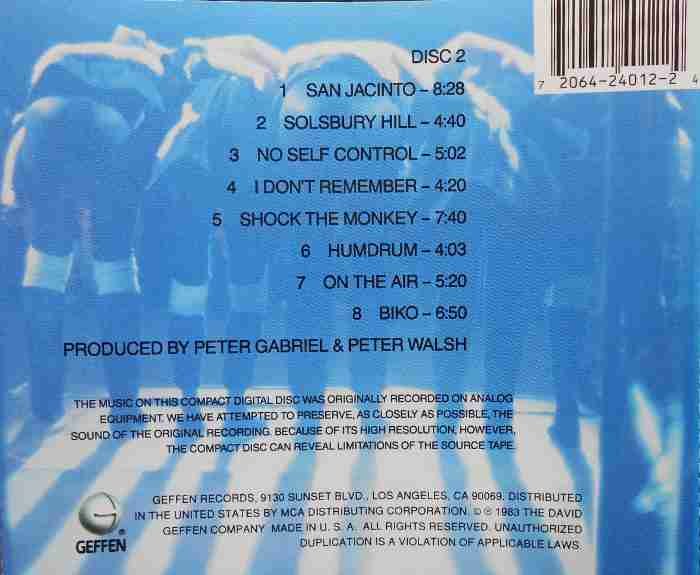 DISC 2
1 SAN JACINTO – 8:28
2 SOLSBURY HILL – 4:40
3 NO SELF CONTROL – 5:02
4 I DON'T REMEMBER – 4:20
5 SHOCK THE MONKEY – 7:40
6 HUMDRUM – 4:03
7 ON THE AIR – 5:20
8 BIKO – 6:50
PRODUCED BY PETER GABRIEL & PETER WALSH
7 2064-24012-2 4
THE MUSIC ON THIS COMPACT DIGITAL DISC WAS ORIGINALLY RECORDED ON ANALOG
EQUIPMENT. WE HAVE ATTEMPTED TO PRESERVE, AS CLOSELY AS POSSIBLE, THE
SOUND OF THE ORIGINAL RECORDING. BECAUSE OF ITS HIGH RESOLUTION, HOWEVER,
THE COMPACT DISC CAN REVEAL LIMITATIONS OF THE SOURCE TAPE.
G
GEFFEN
GEFFEN RECORDS, 9130 SUNSET BLVD., LOS ANGELES, CA 90069. DISTRIBUTED
IN THE UNITED STATES BY MCA DISTRIBUTING CORPORATION. © ℗ 1983 THE DAVID
GEFFEN COMPANY. MADE IN U. S. A. ALL RIGHTS RESERVED. UNAUTHORIZED
DUPLICATION IS A VIOLATION OF APPLICABLE LAWS.